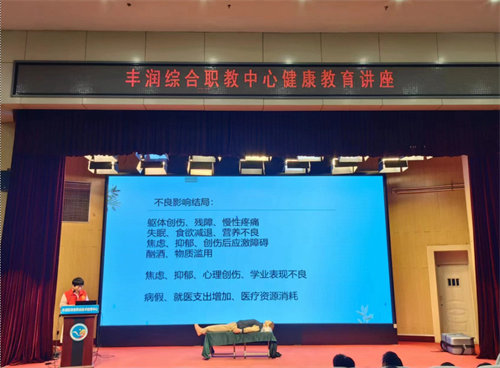 丰润综合职教中心健康教育讲座
不良影响结局：
躯体创伤、残障、慢性疼痛
失眠、食欲减退、营养不良
焦虑、抑郁、创伤后应激障碍
酗酒、物质滥用
焦虑、抑郁、心理创伤、学业表现不良
病假、就医支出增加、医疗资源消耗